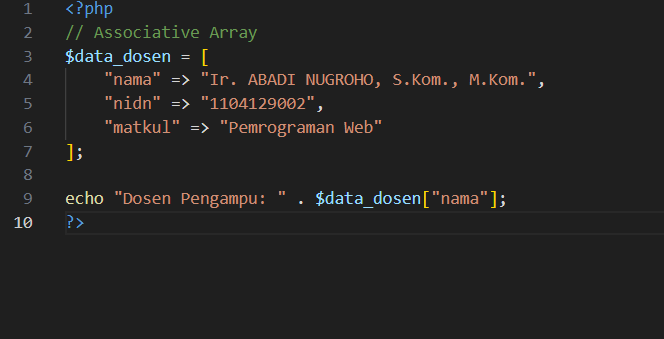 1 <?php
2 // Associative Array
3 $data_dosen = [
4     "nama" => "Ir. ABADI NUGROHO, S.Kom., M.Kom.",
5     "nidn" => "1104129002",
6     "matkul" => "Pemrograman Web"
7 ];
8
9 echo "Dosen Pengampu: " . $data_dosen["nama"];
10 ?>